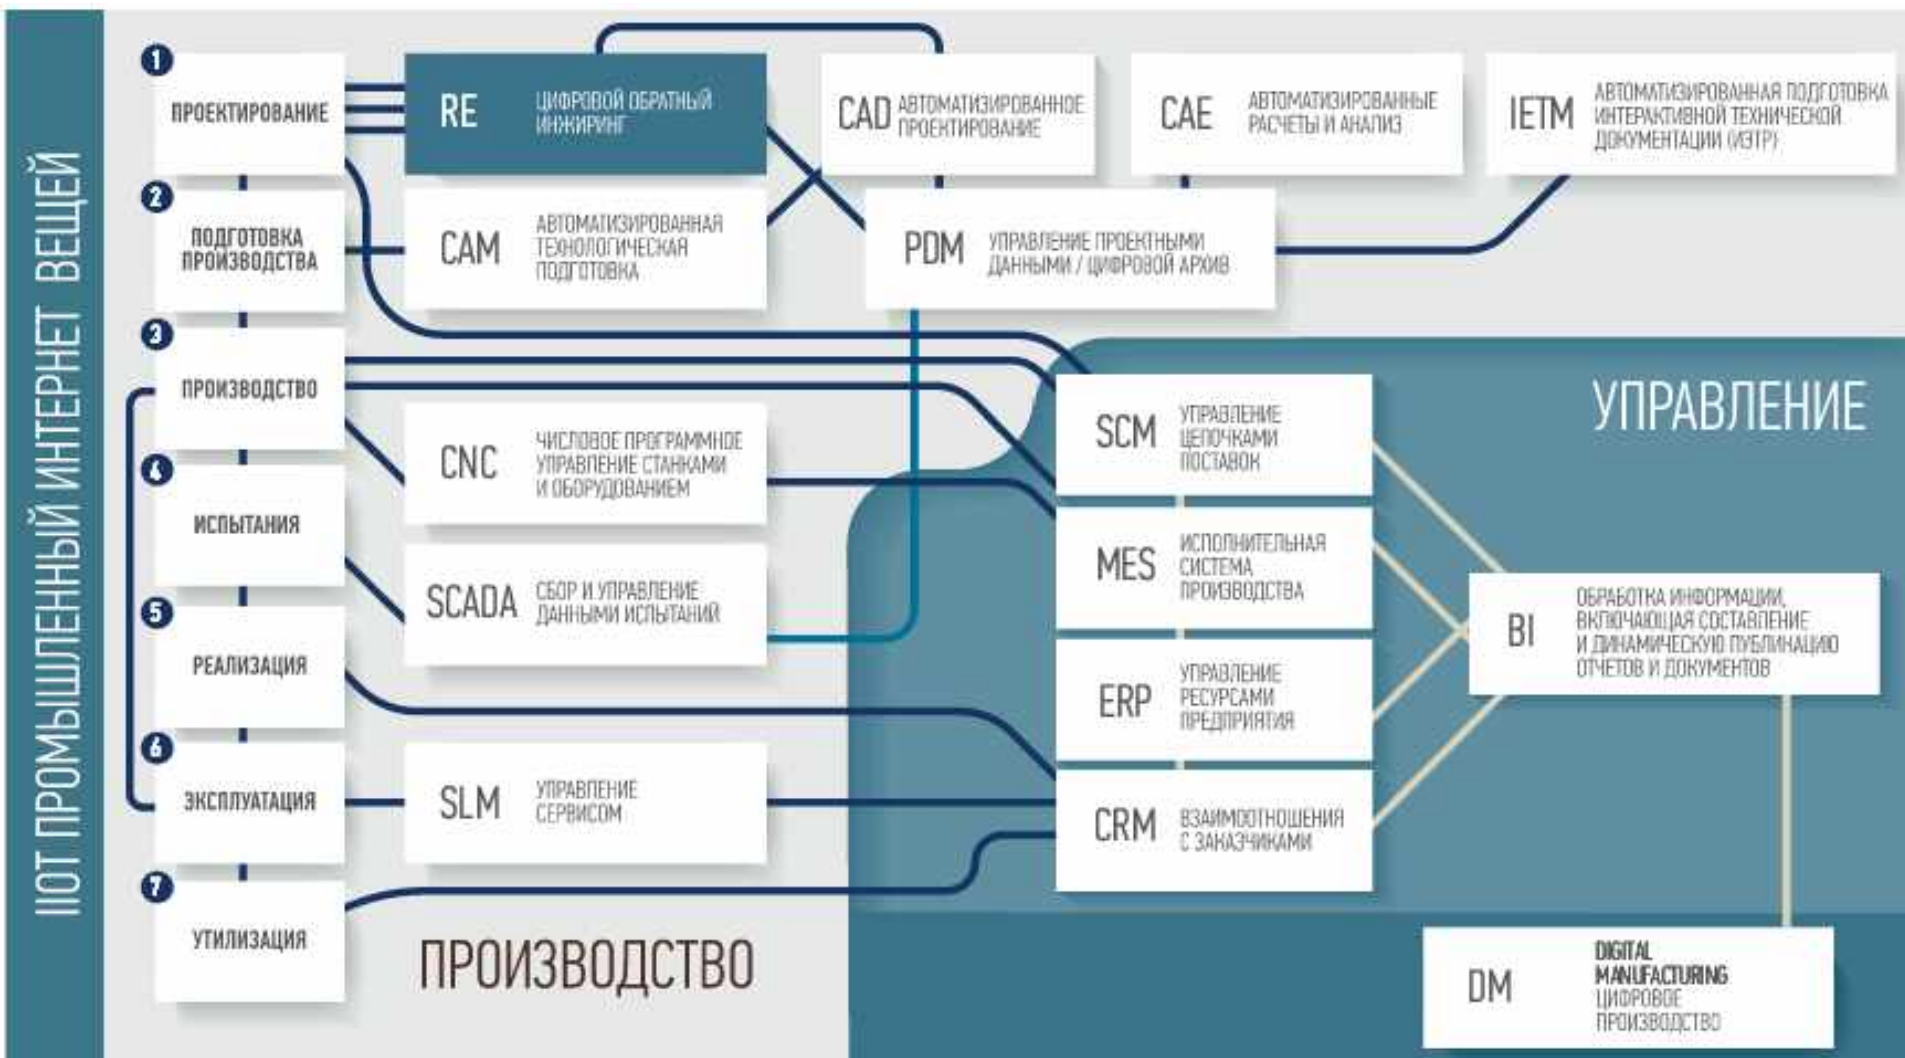 IIOT ПРОМЫШЛЕННЫЙ ИНТЕРНЕТ ВЕЩЕЙ
1
ПРОЕКТИРОВАНИЕ
RE
ЦИФРОВОЙ ОБРАТНЫЙ
ИНЖИРИНГ
CAD
АВТОМАТИЗИРОВАННОЕ
ПРОЕКТИРОВАНИЕ
CAE
АВТОМАТИЗИРОВАННЫЕ
РАСЧЕТЫ И АНАЛИЗ
IETM
АВТОМАТИЗИРОВАННАЯ ПОДГОТОВКА
ИНТЕРАКТИВНОЙ ТЕХНИЧЕСКОЙ
ДОКУМЕНТАЦИИ (ИЭТР)
2
ПОДГОТОВКА
ПРОИЗВОДСТВА
CAM
АВТОМАТИЗИРОВАННАЯ
ТЕХНОЛОГИЧЕСКАЯ
ПОДГОТОВКА
PDM
УПРАВЛЕНИЕ ПРОЕКТНЫМИ
ДАННЫМИ / ЦИФРОВОЙ АРХИВ
3
ПРОИЗВОДСТВО
УПРАВЛЕНИЕ
CNC
ЧИСЛОВОЕ ПРОГРАММНОЕ
УПРАВЛЕНИЕ СТАНКАМИ
И ОБОРУДОВАНИЕМ
SCM
УПРАВЛЕНИЕ
ЦЕПОЧКАМИ
ПОСТАВОК
4
ИСПЫТАНИЯ
SCADA
СБОР И УПРАВЛЕНИЕ
ДАННЫМИ ИСПЫТАНИЙ
MES
ИСПОЛНИТЕЛЬНАЯ
СИСТЕМА
ПРОИЗВОДСТВА
BI
ОБРАБОТКА ИНФОРМАЦИИ,
ВКЛЮЧАЮЩАЯ СОСТАВЛЕНИЕ
И ДИНАМИЧЕСКУЮ ПУБЛИКАЦИЮ
ОТЧЕТОВ И ДОКУМЕНТОВ
5
РЕАЛИЗАЦИЯ
ERP
УПРАВЛЕНИЕ
РЕСУРСАМИ
ПРЕДПРИЯТИЯ
6
ЭКСПЛУАТАЦИЯ
SLM
УПРАВЛЕНИЕ
СЕРВИСОМ
CRM
ВЗАИМООТНОШЕНИЯ
С ЗАКАЗЧИКАМИ
7
УТИЛИЗАЦИЯ
ПРОИЗВОДСТВО
DM
DIGITAL
MANUFACTURING
ЦИФРОВОЕ
ПРОИЗВОДСТВО